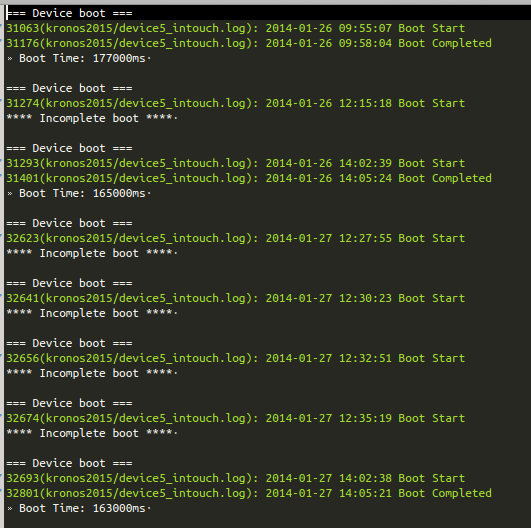 === Device boot ===
31063(kronos2015/device5_intouch.log): 2014-01-26 09:55:07 Boot Start
31176(kronos2015/device5_intouch.log): 2014-01-26 09:58:04 Boot Completed
» Boot Time: 177000ms·
=== Device boot ===
31274(kronos2015/device5_intouch.log): 2014-01-26 12:15:18 Boot Start
**** Incomplete boot ****·
=== Device boot ===
31293(kronos2015/device5_intouch.log): 2014-01-26 14:02:39 Boot Start
31401(kronos2015/device5_intouch.log): 2014-01-26 14:05:24 Boot Completed
» Boot Time: 165000ms·
=== Device boot ===
32623(kronos2015/device5_intouch.log): 2014-01-27 12:27:55 Boot Start
**** Incomplete boot ****·
=== Device boot ===
32641(kronos2015/device5_intouch.log): 2014-01-27 12:30:23 Boot Start
**** Incomplete boot ****·
=== Device boot ===
32656(kronos2015/device5_intouch.log): 2014-01-27 12:32:51 Boot Start
**** Incomplete boot ****·
=== Device boot ===
32674(kronos2015/device5_intouch.log): 2014-01-27 12:35:19 Boot Start
**** Incomplete boot ****·
=== Device boot ===
32693(kronos2015/device5_intouch.log): 2014-01-27 14:02:38 Boot Start
32801(kronos2015/device5_intouch.log): 2014-01-27 14:05:21 Boot Completed
» Boot Time: 163000ms·